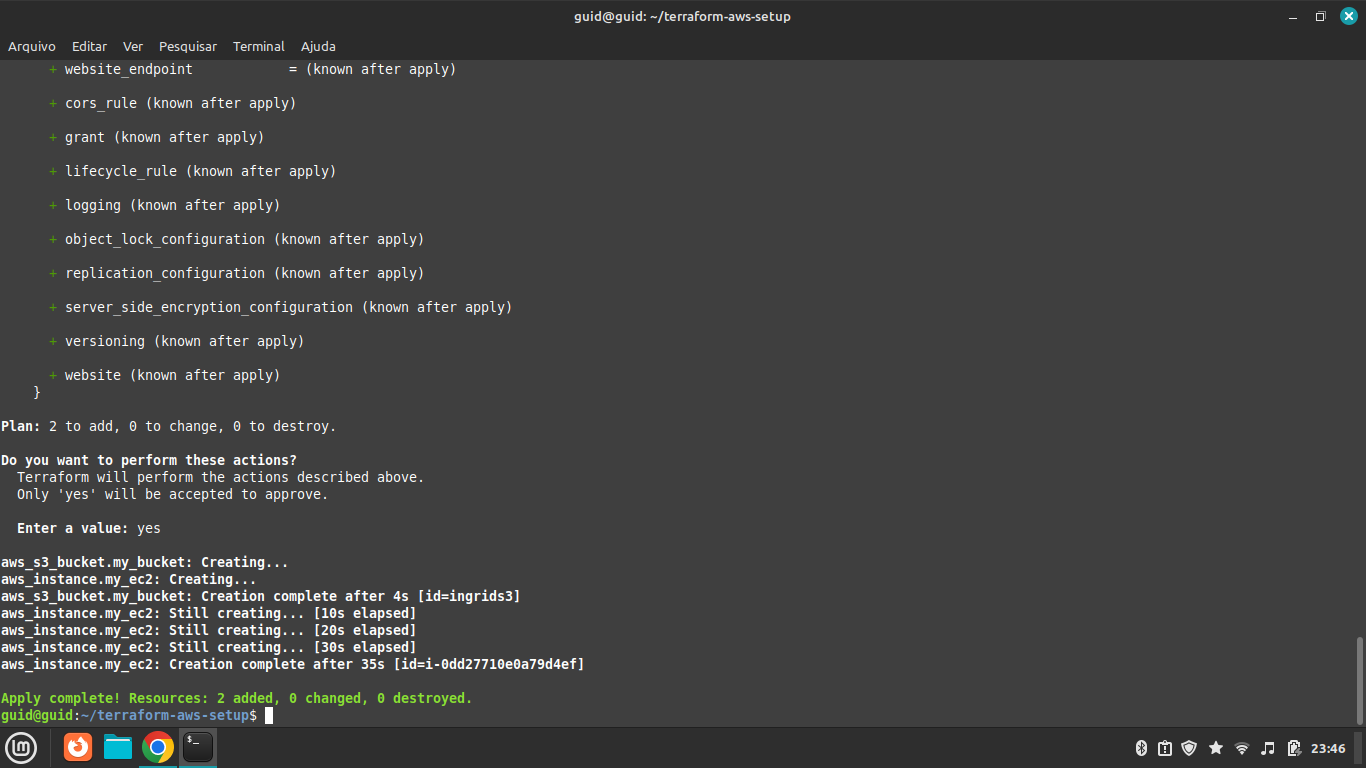 guid@guid: ~/terraform-aws-setup
Arquivo Editar Ver Pesquisar Terminal Ajuda
+ website_endpoint = (known after apply)
+ cors_rule (known after apply)
+ grant (known after apply)
+ lifecycle_rule (known after apply)
+ logging (known after apply)
+ object_lock_configuration (known after apply)
+ replication_configuration (known after apply)
+ server_side_encryption_configuration (known after apply)
+ versioning (known after apply)
+ website (known after apply)
}
Plan: 2 to add, 0 to change, 0 to destroy.
Do you want to perform these actions?
Terraform will perform the actions described above.
Only 'yes' will be accepted to approve.
Enter a value: yes
aws_s3_bucket.my_bucket: Creating...
aws_instance.my_ec2: Creating...
aws_s3_bucket.my_bucket: Creation complete after 4s [id=ingrids3]
aws_instance.my_ec2: Still creating... [10s elapsed]
aws_instance.my_ec2: Still creating... [20s elapsed]
aws_instance.my_ec2: Still creating... [30s elapsed]
aws_instance.my_ec2: Creation complete after 35s [id=i-0dd27710e0a79d4ef]
Apply complete! Resources: 2 added, 0 changed, 0 destroyed.
guid@guid:~/terraform-aws-setup$
23:46